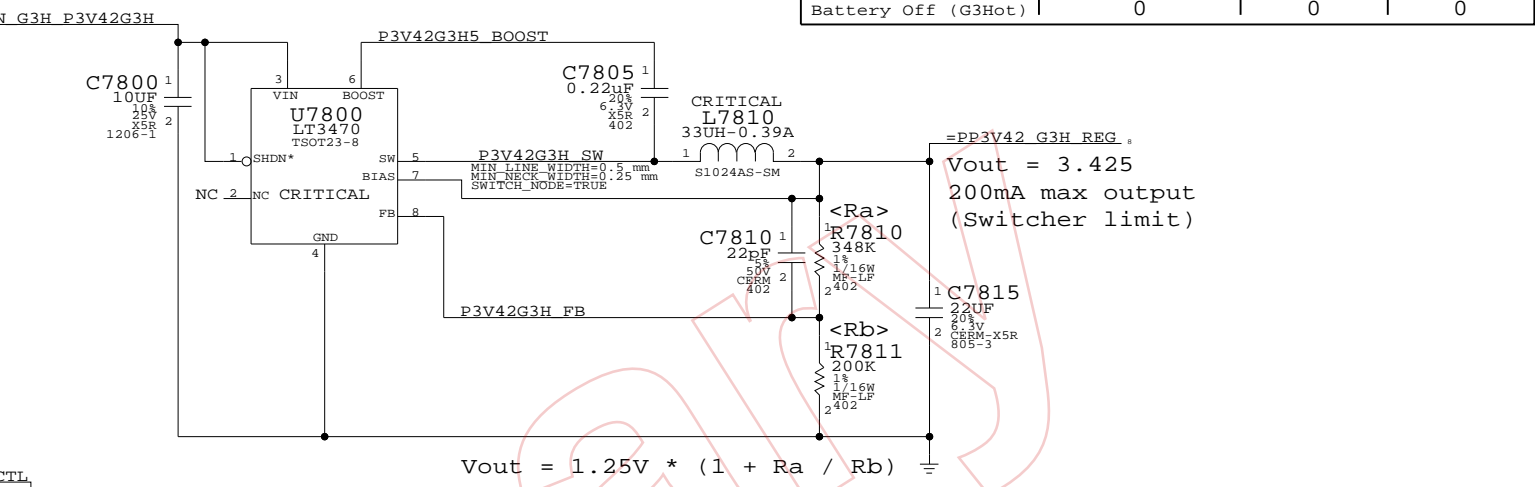 N_G3H_P3V42G3H
Battery Off (G3Hot) 0 0 0
P3V42G3H5_BOOST
C7800 1
10UF
10%
25V
X5R
1206-1
2
3
VIN
6
BOOST
U7800
LT3470
TSOT23-8
1 SHDN*
NC 2 NC CRITICAL
SW 5
BIAS 7
FB 8
GND
4
C7805 1
0.22uF
20%
6.3V
X5R
402
2
P3V42G3H_SW
MIN_LINE_WIDTH=0.5 mm
MIN_NECK_WIDTH=0.25 mm
SWITCH_NODE=TRUE
CRITICAL
L7810
33UH-0.39A
1 2
S1024AS-SM
=PP3V42_G3H_REG 8
Vout = 3.425
200mA max output
(Switcher limit)
C7810 1
22pF
5%
50V
CERM
402
2
<Ra>
1
R7810
348K
1%
1/16W
MF-LF
402
2
P3V42G3H_FB
<Rb>
1
R7811
200K
1%
1/16W
MF-LF
402
2
1 C7815
22UF
20%
6.3V
2 CERM-X5R
805-3
Vout = 1.25V * (1 + Ra / Rb)
CTL
ary